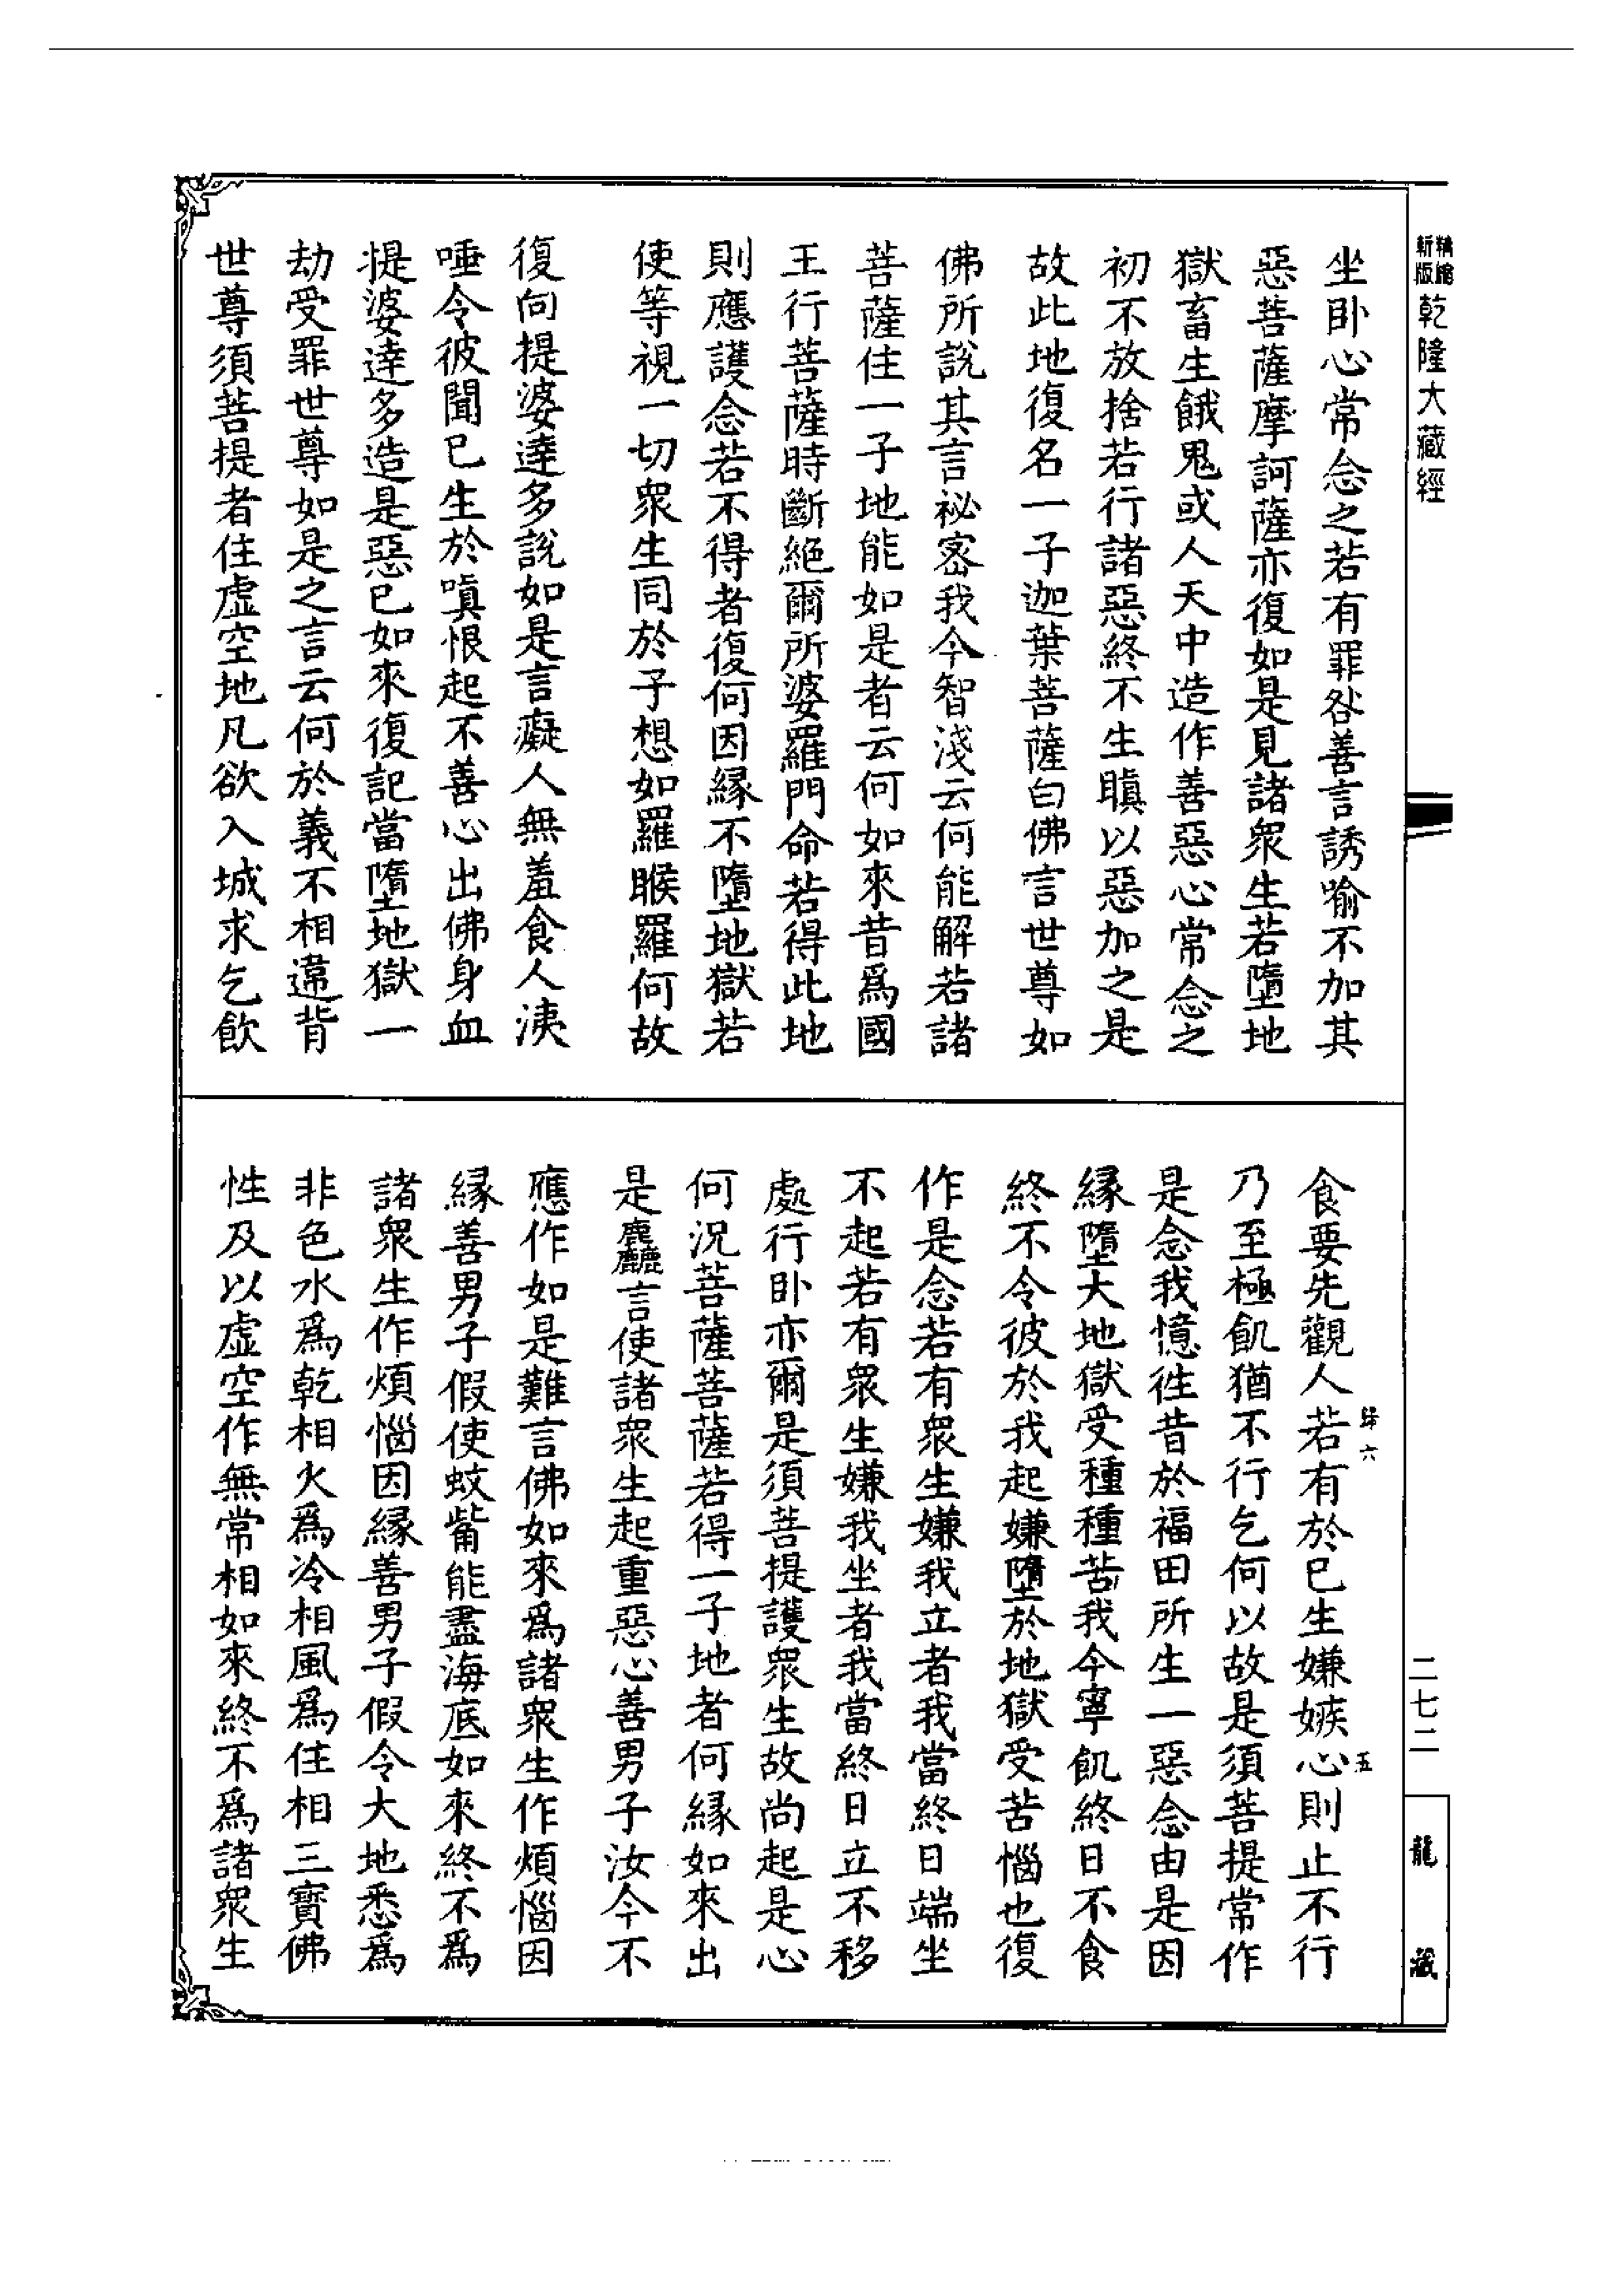 精繪新版乾隆大藏經
坐卧心常念之若有罪咎善言誘喻不加其
惡菩薩摩訶薩亦復如是見諸衆生若墮地
獄畜生餓鬼或人天中造作善惡心常念之
初不放捨若行諸惡終不生瞋以惡加之是
故此地復名一子迦葉菩薩白佛言世尊如
佛所說其言祕密我今智淺云何能解若諸
菩薩住一子地能如是者云何如來昔爲國
王行菩薩時斷絕爾所婆羅門命若得此地
則應護念若不得者復何因縁不墮地獄若
使等視一切衆生同於子想如羅睺羅何故
復向提婆達多說如是言癡人無羞食人洟
唾令彼聞已生於嗔恨起不善心出佛身血
提婆達多造是惡已如來復記當墮地獄一
劫受罪世尊如是之言云何於義不相違背
世尊須菩提者住虛空地凡欲入城求乞飲
食要先觀人若有於已生嫌嫉心則止不行
乃至極飢猶不行乞何以故是須菩提常作
是念我憶徃昔於福田所生一惡念由是因
縁墮大地獄受種種苦我今寧飢終日不食
終不令彼於我起嫌墮於地獄受苦惱也復
作是念若有衆生嫌我立者我當終日端坐
不起若有衆生嫌我坐者我當終日立不移
處行卧亦爾是須菩提護衆生故尚起是心
何況菩薩菩薩若得一子地者何縁如來出
是麤言使諸衆生起重惡心善男子汝今不
應作如是難言佛如來爲諸衆生作煩惱因
縁善男子假使蚊觜能盡海底如來終不爲
諸衆生作煩惱因縁善男子假令大地悉爲
非色水爲乾相火爲冷相風爲住相三寶佛
性及以虛空作無常相如來終不爲諸衆生
歸六
五
二七二
龍藏